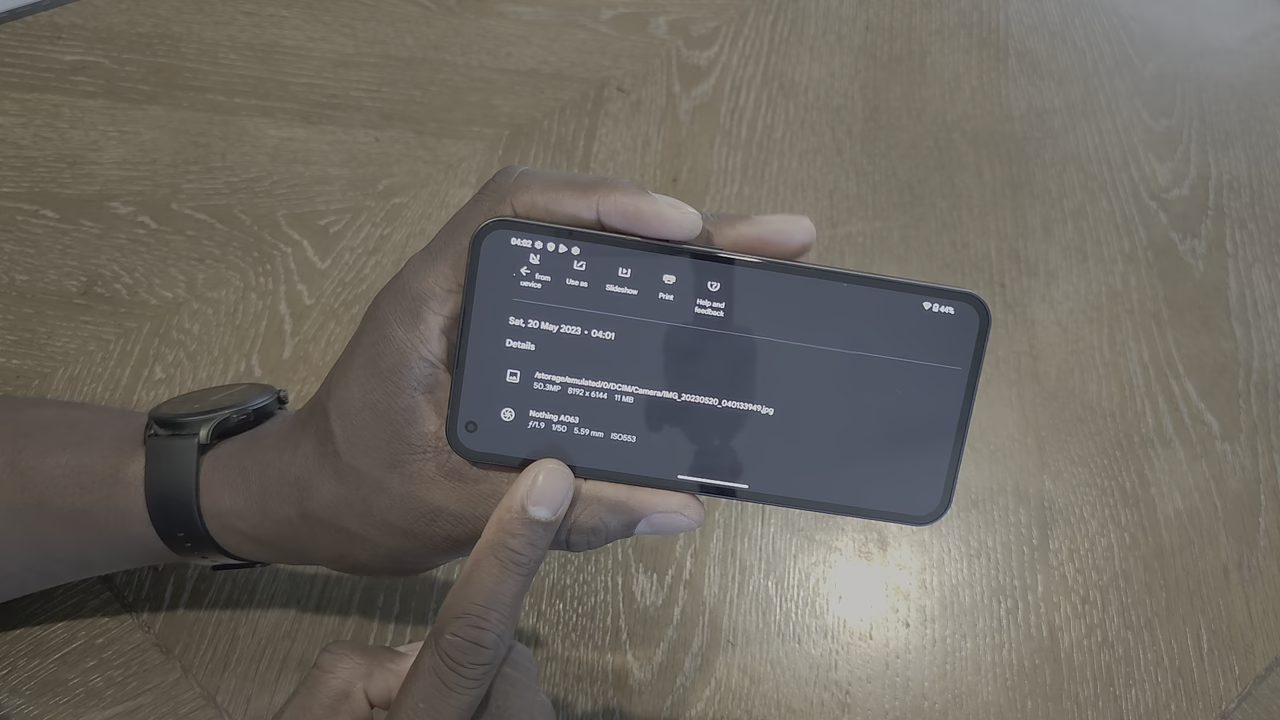 04:02
44%
from
device
Use as
Slideshow
Print
Help and
feedback
Sat, 20 May 2023 • 04:01
Details
/storage/emulated/0/DCIM/Camera/IMG_20230520_040133949.jpg
50.3MP 8192 x 6144 11 MB
Nothing A063
ƒ/1.9 1/50 5.59 mm ISO553